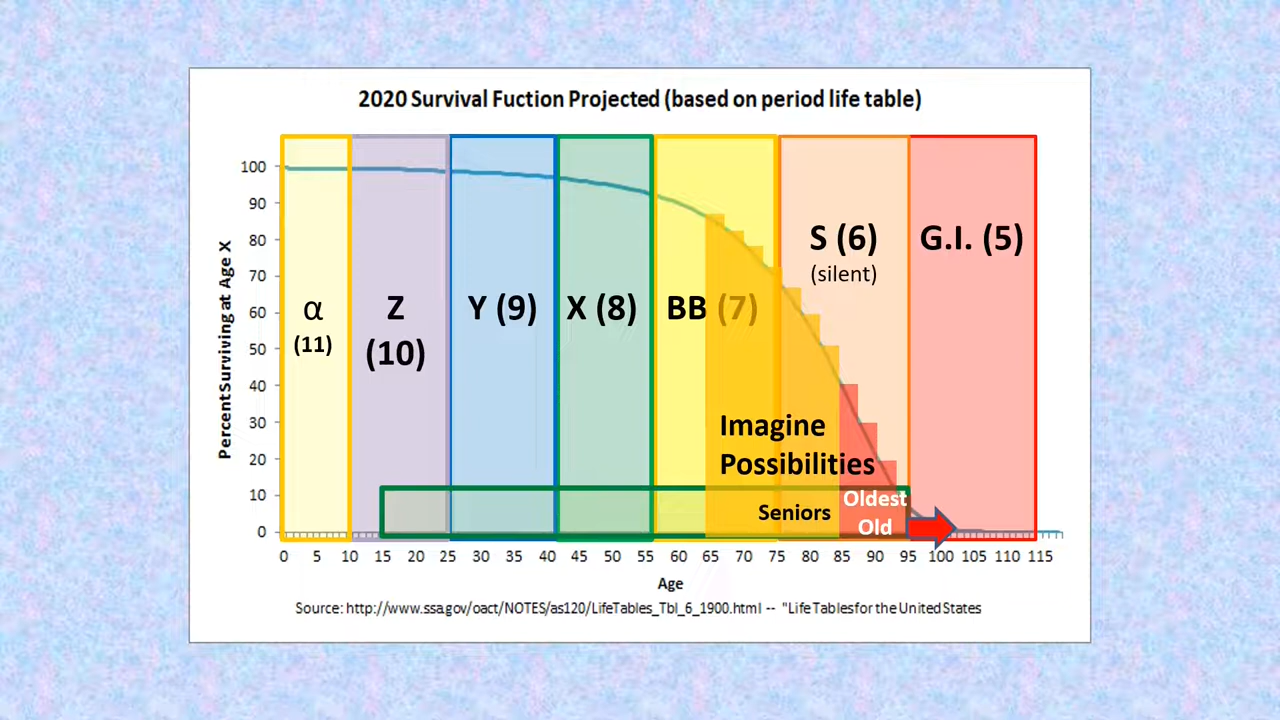 2020 Survival Fuction Projected (based on period life table)
Percent Surviving at Age X
100
90
80
70
60
50
40
30
20
10
0
α
(11)
Z
(10)
Y (9)
X (8)
BB (7)
S (6)
(silent)
G.I. (5)
Imagine
Possibilities
Seniors
Oldest
Old
0 5 10 15 20 25 30 35 40 45 50 55 60 65 70 75 80 85 90 95 100 105 110 115
Age
Source: http://www.ssa.gov/oact/NOTES/as120/LifeTables_Tbl_6_1900.html -- "Life Tables for the United States